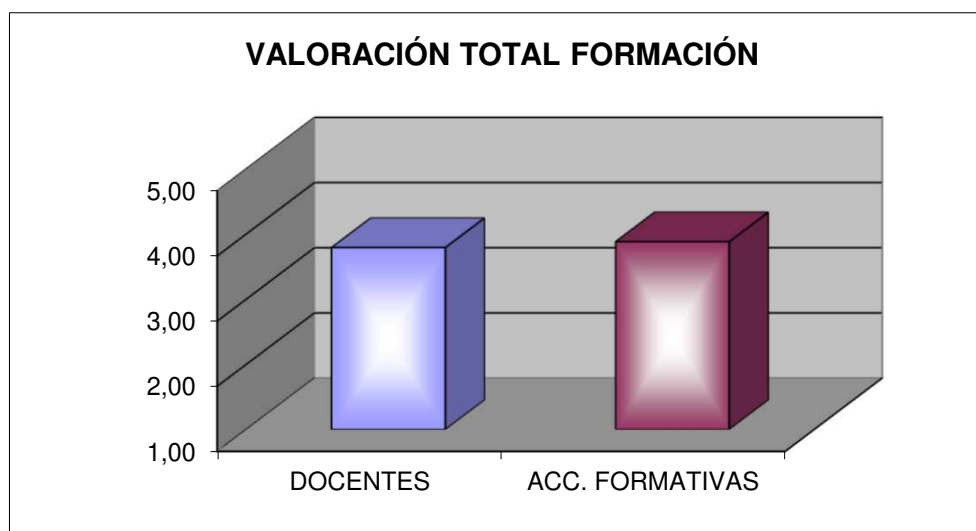 VALORACIÓN TOTAL FORMACIÓN
5,00
4,00
3,00
2,00
1,00
DOCENTES ACC. FORMATIVAS